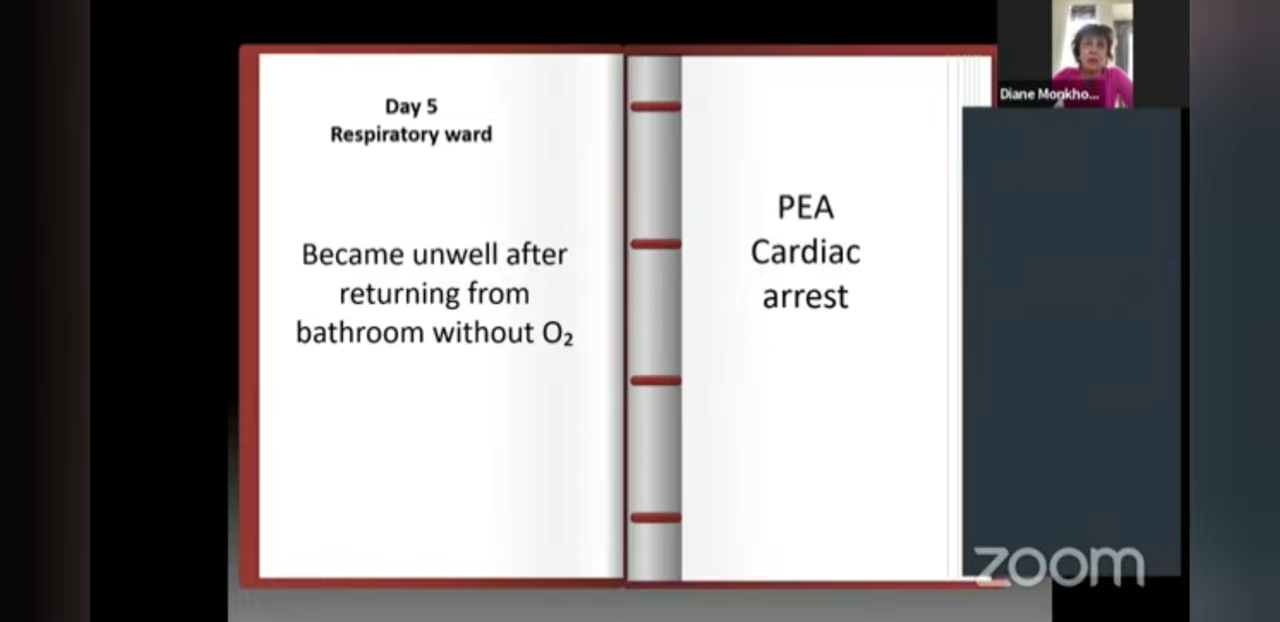 Day 5
Respiratory ward
Became unwell after
returning from
bathroom without O₂
PEA
Cardiac
arrest
Diane Monkho...
zoom